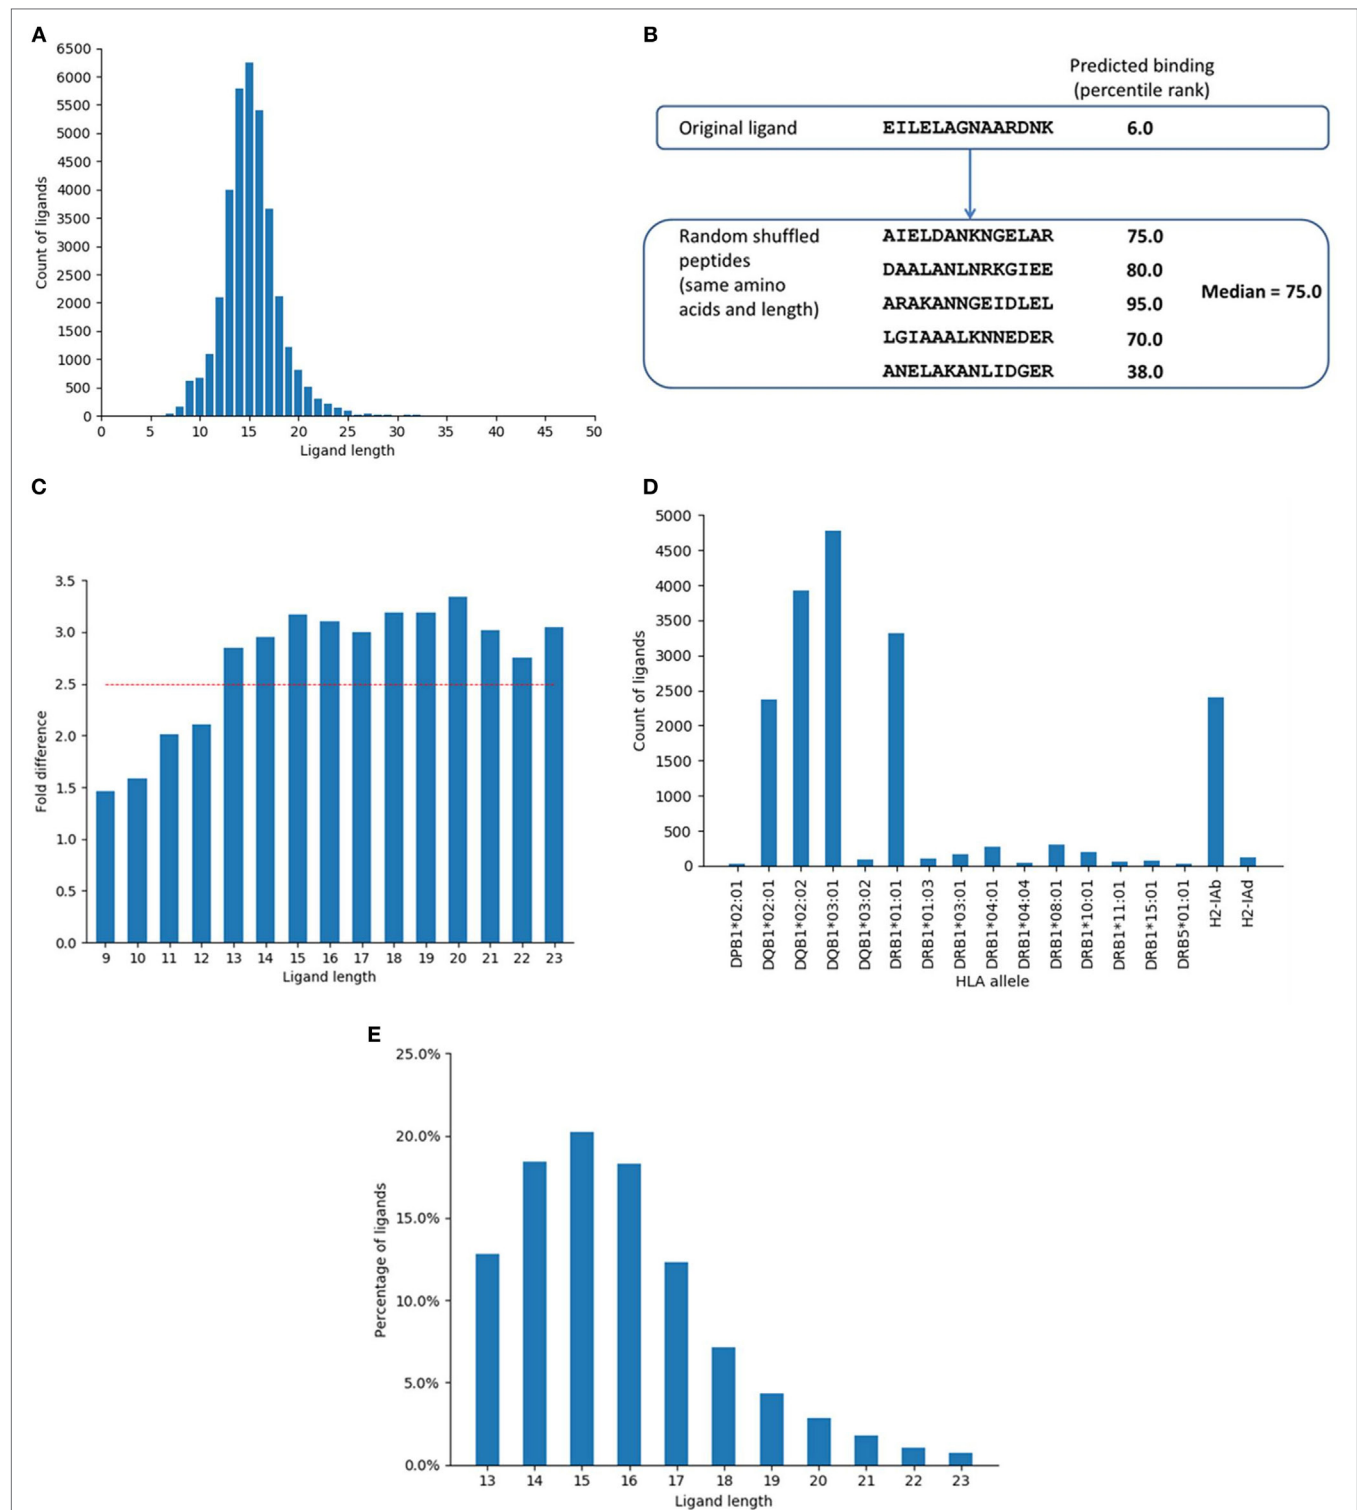 A
6500
6000
5500
5000
4500
4000
3500
3000
2500
2000
1500
1000
500
0
Count of ligands
0 5 10 15 20 25 30 35 40 45 50
Ligand length
B
Predicted binding
(percentile rank)
Original ligand EILELAGNAARDNK 6.0
Random shuffled
peptides
(same amino
acids and length)
AIELDANKNGELAR 75.0
DAALANLNRKGIEE 80.0
ARAKANNGEIDLEL 95.0
LGIAAALKNNEDER 70.0
ANELAKANLIDGER 38.0
Median = 75.0
C
3.5
3.0
2.5
2.0
1.5
1.0
0.5
0.0
Fold difference
9 10 11 12 13 14 15 16 17 18 19 20 21 22 23
Ligand length
D
5000
4500
4000
3500
3000
2500
2000
1500
1000
500
0
Count of ligands
DPB1*02:01
DQB1*02:01
DQB1*02:02
DQB1*03:01
DQB1*03:02
DRB1*01:01
DRB1*01:03
DRB1*03:01
DRB1*04:01
DRB1*04:04
DRB1*08:01
DRB1*10:01
DRB1*11:01
DRB1*15:01
DRB5*01:01
H2-IAb
H2-IAd
HLA allele
E
25.0%
20.0%
15.0%
10.0%
5.0%
0.0%
Percentage of ligands
13 14 15 16 17 18 19 20 21 22 23
Ligand length